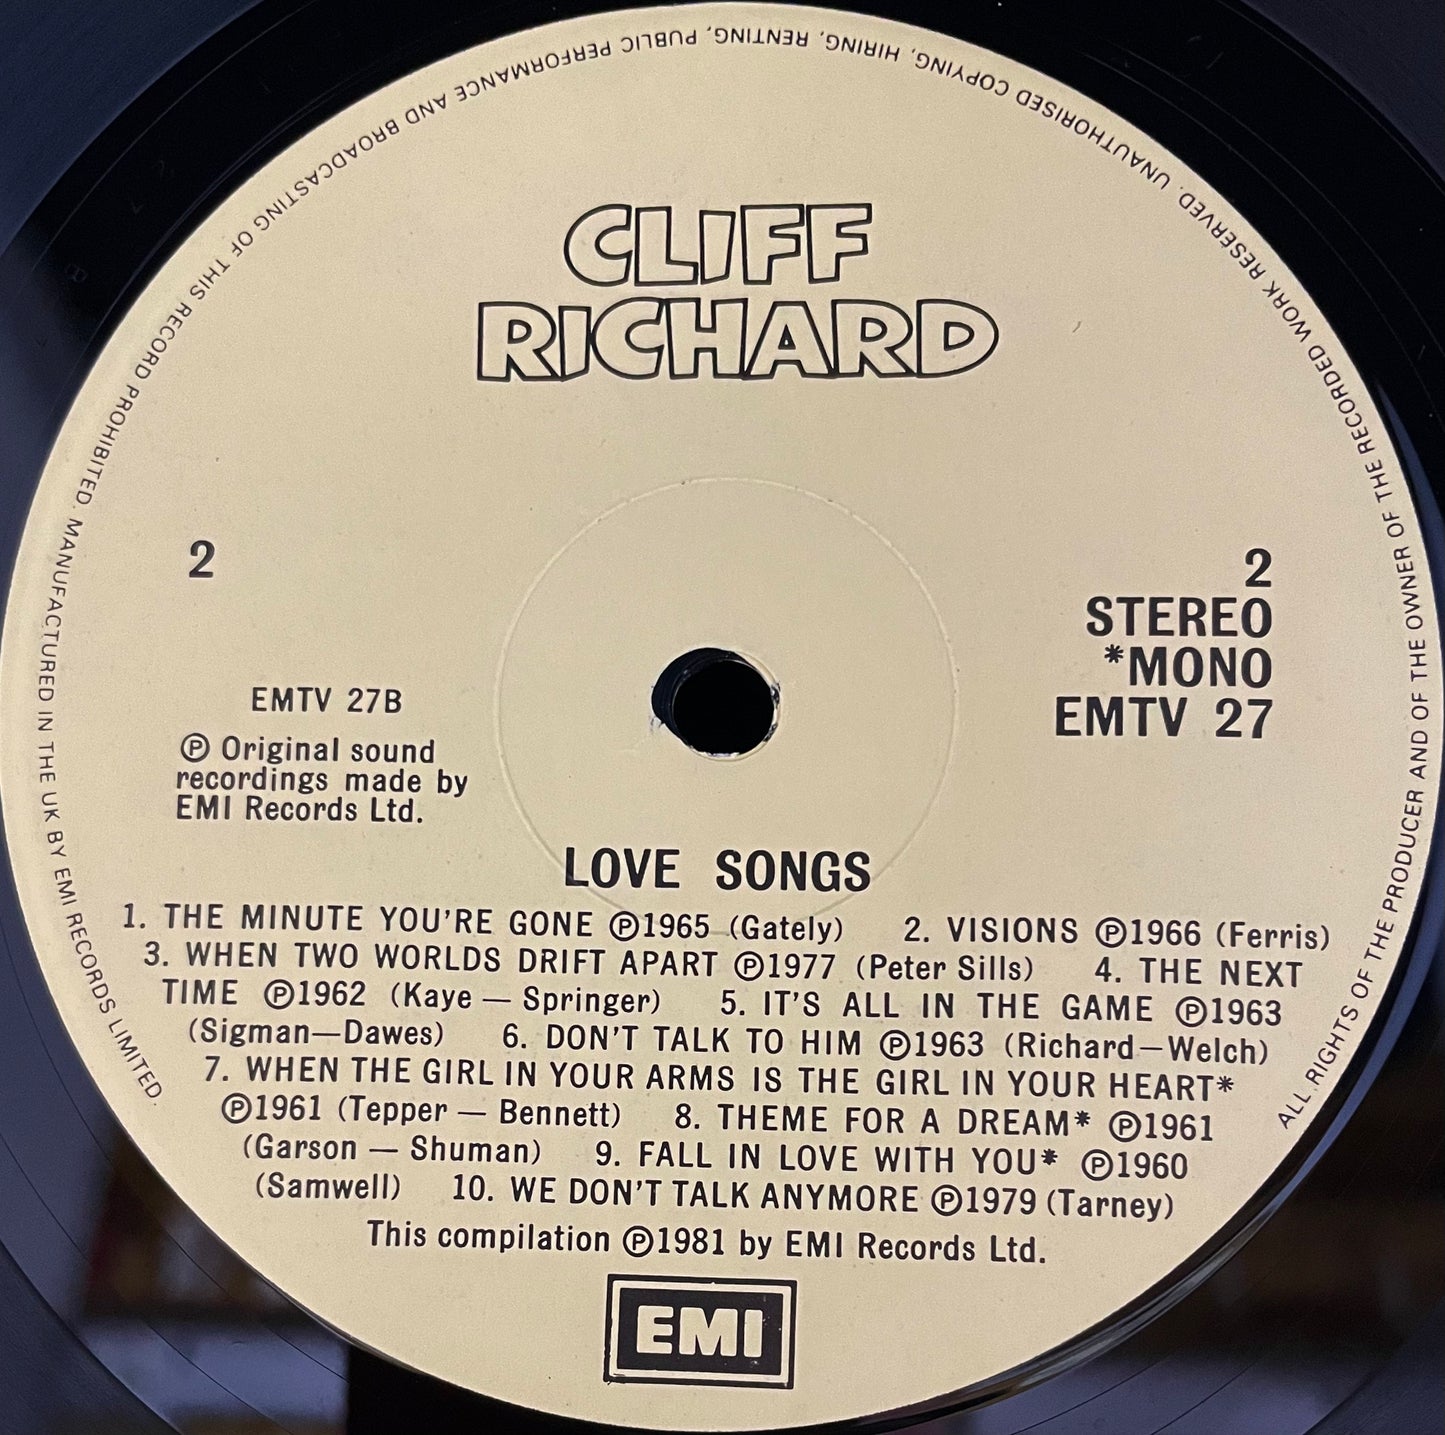 CLIFF
RICHARD
2
2
STEREO
*MONO
EMTV 27
EMTV 27B
Ⓟ Original sound
recordings made by
EMI Records Ltd.
LOVE SONGS
1. THE MINUTE YOU'RE GONE Ⓟ1965 (Gately) 2. VISIONS Ⓟ1966 (Ferris)
3. WHEN TWO WORLDS DRIFT APART Ⓟ1977 (Peter Sills) 4. THE NEXT
TIME Ⓟ1962 (Kaye — Springer) 5. IT'S ALL IN THE GAME Ⓟ1963
(Sigman—Dawes) 6. DON'T TALK TO HIM Ⓟ1963 (Richard—Welch)
7. WHEN THE GIRL IN YOUR ARMS IS THE GIRL IN YOUR HEART*
Ⓟ1961 (Tepper — Bennett) 8. THEME FOR A DREAM* Ⓟ1961
(Garson — Shuman) 9. FALL IN LOVE WITH YOU* Ⓟ1960
(Samwell) 10. WE DON'T TALK ANYMORE Ⓟ1979 (Tarney)
This compilation Ⓟ1981 by EMI Records Ltd.
EMI
ALL RIGHTS OF THE PRODUCER AND OF THE OWNER OF THE RECORDED WORK RESERVED. UNAUTHORISED COPYING, HIRING, RENTING, PUBLIC PERFORMANCE AND BROADCASTING OF THIS RECORD PROHIBITED. MANUFACTURED IN THE UK BY EMI RECORDS LIMITED.